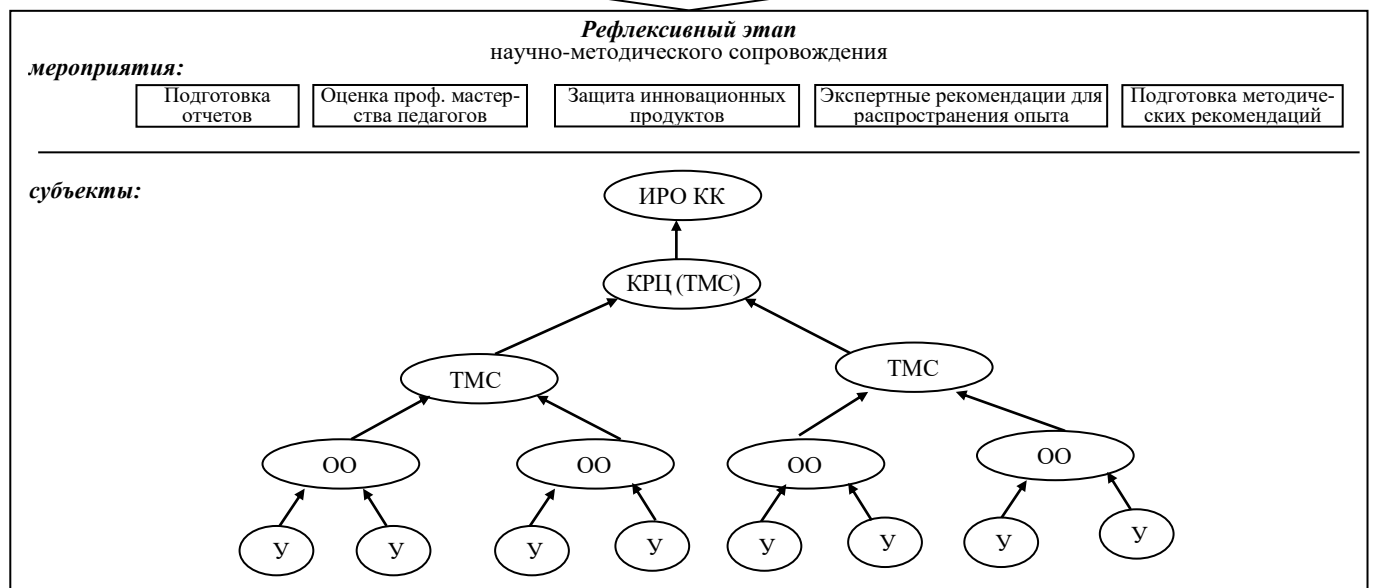 Рефлексивный этап
научно-методического сопровождения
мероприятия:
Подготовка
отчетов
Оценка проф. мастер-
ства педагогов
Защита инновационных
продуктов
Экспертные рекомендации для
распространения опыта
Подготовка методиче-
ских рекомендаций
субъекты:
ИРО КК
КРЦ (ТМС)
ТМС
ТМС
ОО
ОО
ОО
ОО
У
У
У
У
У
У
У
У